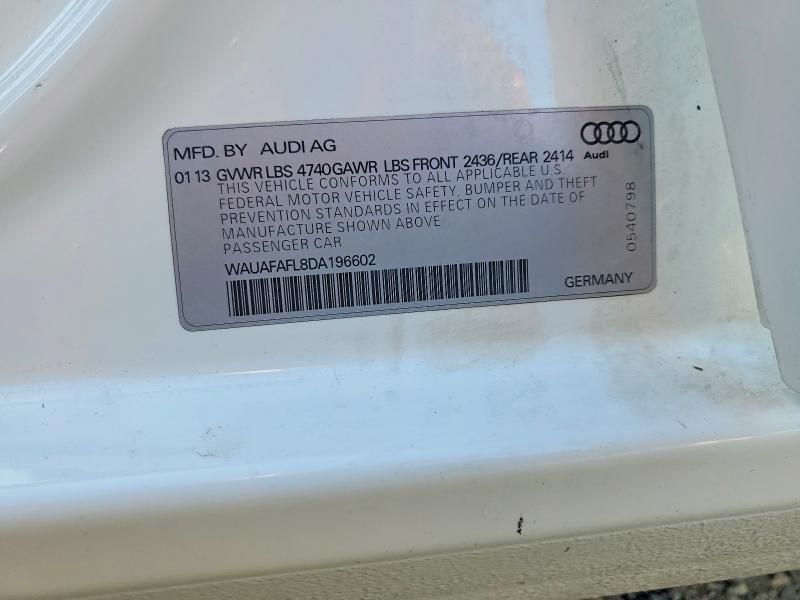 MFD. BY AUDI AG
Audi
01 13 GVWR LBS 4740GAWR LBS FRONT 2436/REAR 2414
THIS VEHICLE CONFORMS TO ALL APPLICABLE U.S.
FEDERAL MOTOR VEHICLE SAFETY, BUMPER AND THEFT
PREVENTION STANDARDS IN EFFECT ON THE DATE OF
MANUFACTURE SHOWN ABOVE
PASSENGER CAR
WAUAFAFL8DA196602
0540798
GERMANY